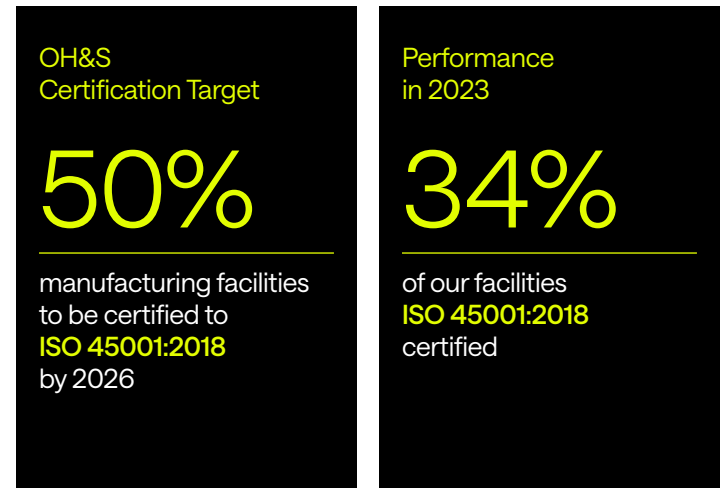 OH&S
Certification Target
50%
manufacturing facilities
to be certified to
ISO 45001:2018
by 2026
Performance
in 2023
34%
of our facilities
ISO 45001:2018
certified